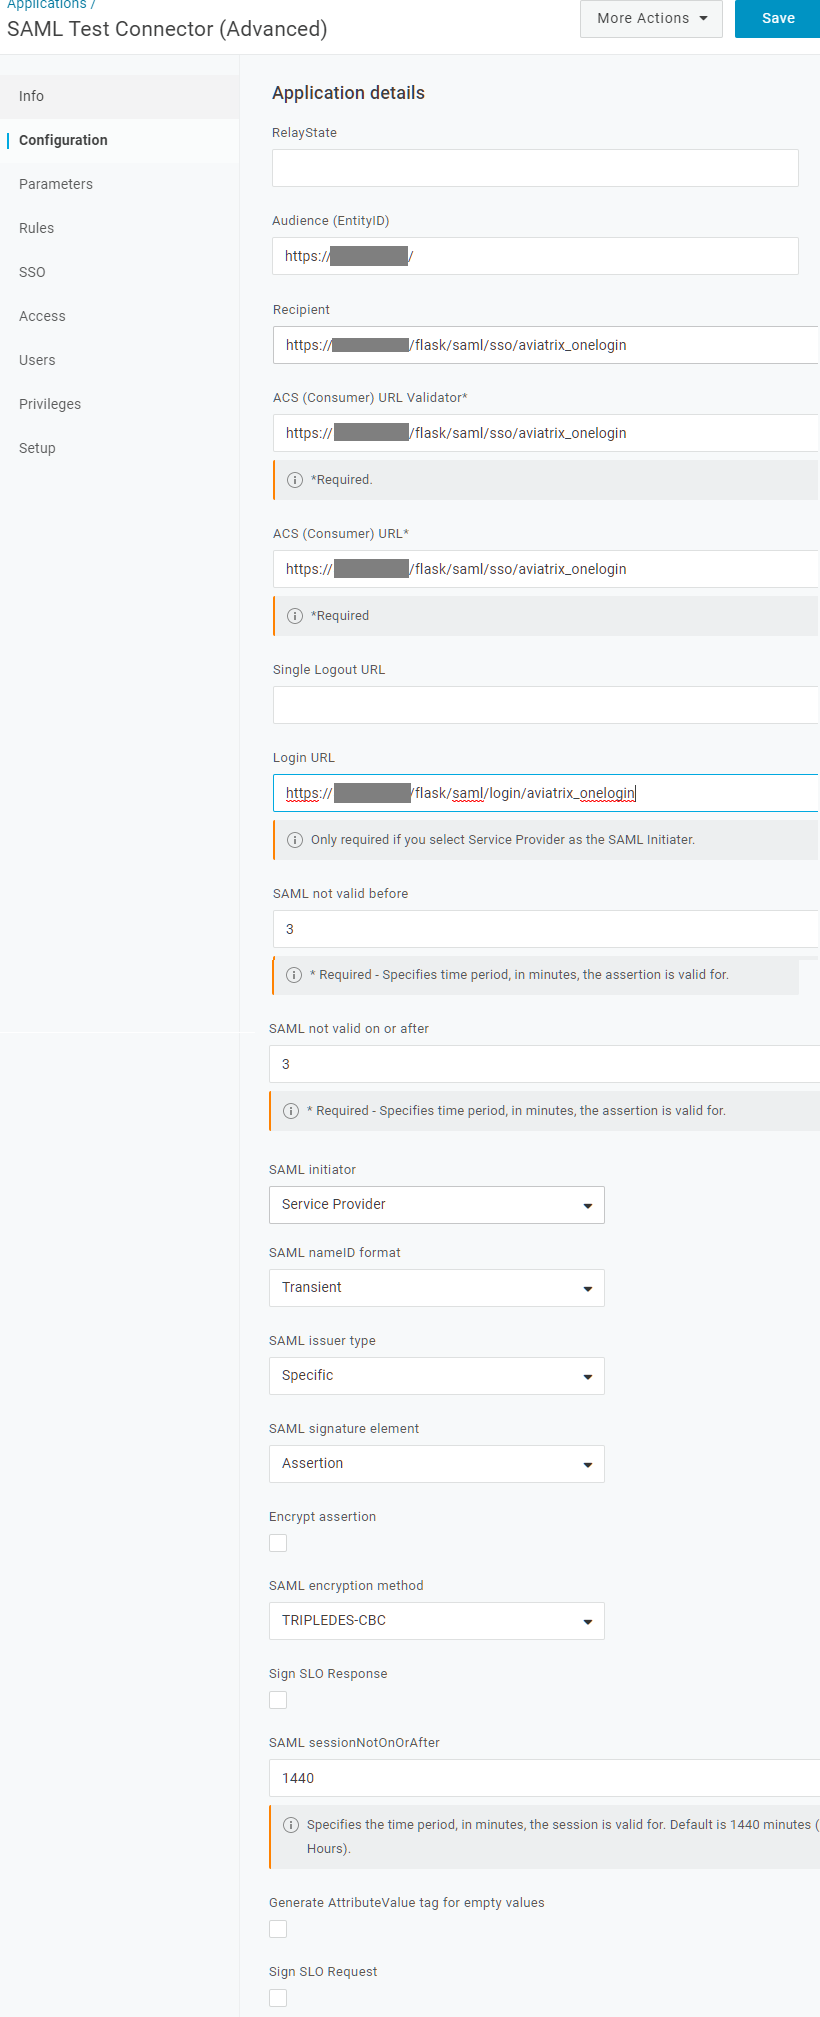 Applications /
SAML Test Connector (Advanced)
More Actions
Save
Info
Configuration
Parameters
Rules
SSO
Access
Users
Privileges
Setup
Application details
RelayState
Audience (EntityID)
https:// /
Recipient
https:// /flask/saml/sso/aviatrix_onelogin
ACS (Consumer) URL Validator*
https:// /flask/saml/sso/aviatrix_onelogin
*Required.
ACS (Consumer) URL*
https:// /flask/saml/sso/aviatrix_onelogin
*Required
Single Logout URL
Login URL
https:// /flask/saml/login/aviatrix_onelogin
Only required if you select Service Provider as the SAML Initiater.
SAML not valid before
3
* Required - Specifies time period, in minutes, the assertion is valid for.
SAML not valid on or after
3
* Required - Specifies time period, in minutes, the assertion is valid for.
SAML initiator
Service Provider
SAML nameID format
Transient
SAML issuer type
Specific
SAML signature element
Assertion
Encrypt assertion
SAML encryption method
TRIPLEDES-CBC
Sign SLO Response
SAML sessionNotOnOrAfter
1440
Specifies the time period, in minutes, the session is valid for. Default is 1440 minutes (
Hours).
Generate AttributeValue tag for empty values
Sign SLO Request